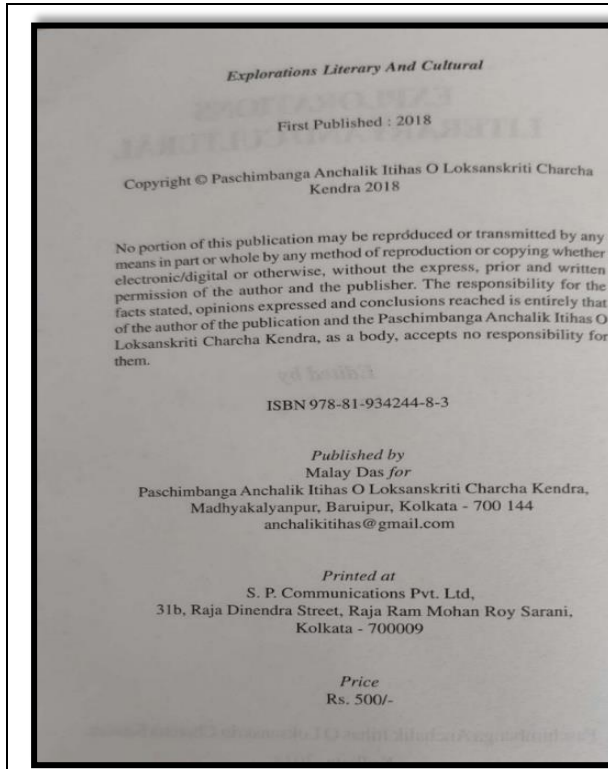 Explorations Literary And Cultural
First Published : 2018
Copyright © Paschimbanga Anchalik Itihas O Loksanskriti Charcha
Kendra 2018
No portion of this publication may be reproduced or transmitted by any
means in part or whole by any method of reproduction or copying whether
electronic/digital or otherwise, without the express, prior and written
permission of the author and the publisher. The responsibility for the
facts stated, opinions expressed and conclusions reached is entirely that
of the author of the publication and the Paschimbanga Anchalik Itihas O
Loksanskriti Charcha Kendra, as a body, accepts no responsibility for
them.
ISBN 978-81-934244-8-3
Published by
Malay Das for
Paschimbanga Anchalik Itihas O Loksanskriti Charcha Kendra,
Madhyakalyanpur, Baruipur, Kolkata - 700 144
anchalikitihas@gmail.com
Printed at
S. P. Communications Pvt. Ltd,
31b, Raja Dinendra Street, Raja Ram Mohan Roy Sarani,
Kolkata - 700009
Price
Rs. 500/-